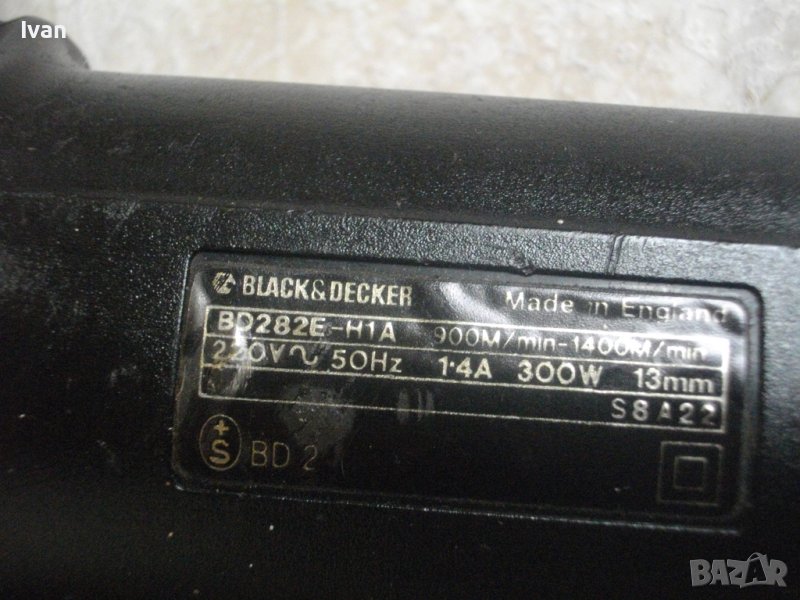 Ivan
BLACK&DECKER Made in England
BD282E-H1A 900M/min-1400M/min
220V~ 50Hz 1·4A 300W 13mm
S8A22
+S BD 2
BAZAR